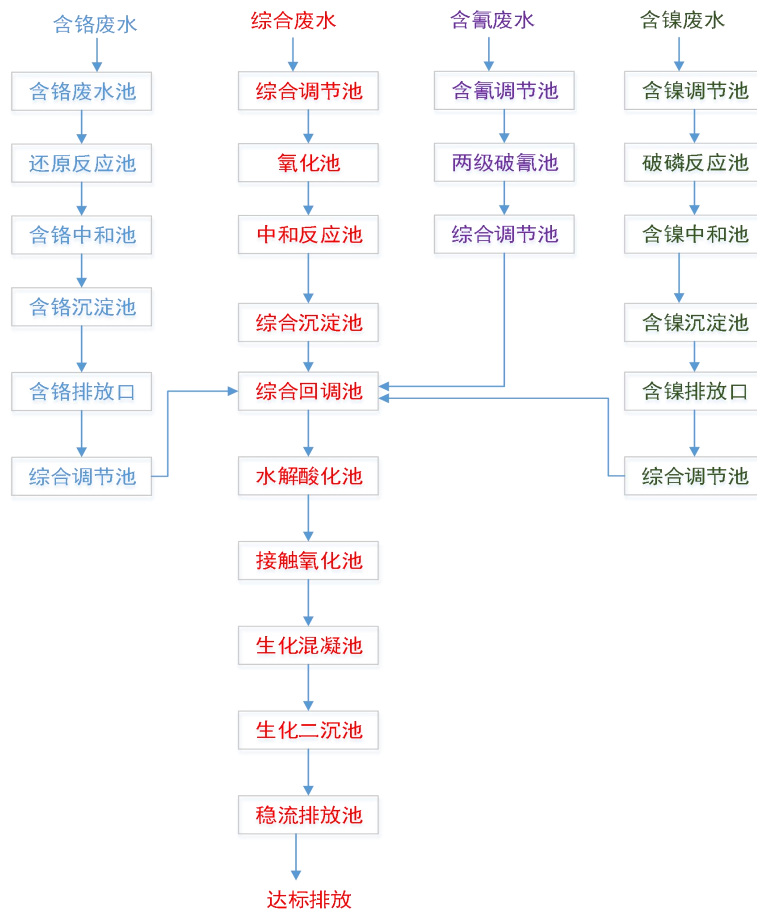 含铬废水
综合废水
含氰废水
含镍废水
含铬废水池
综合调节池
含氰调节池
含镍调节池
还原反应池
氧化池
两级破氰池
破磷反应池
含铬中和池
中和反应池
综合调节池
含镍中和池
含铬沉淀池
综合沉淀池
含镍沉淀池
含铬排放口
综合回调池
含镍排放口
综合调节池
水解酸化池
综合调节池
接触氧化池
生化混凝池
生化二沉池
稳流排放池
达标排放